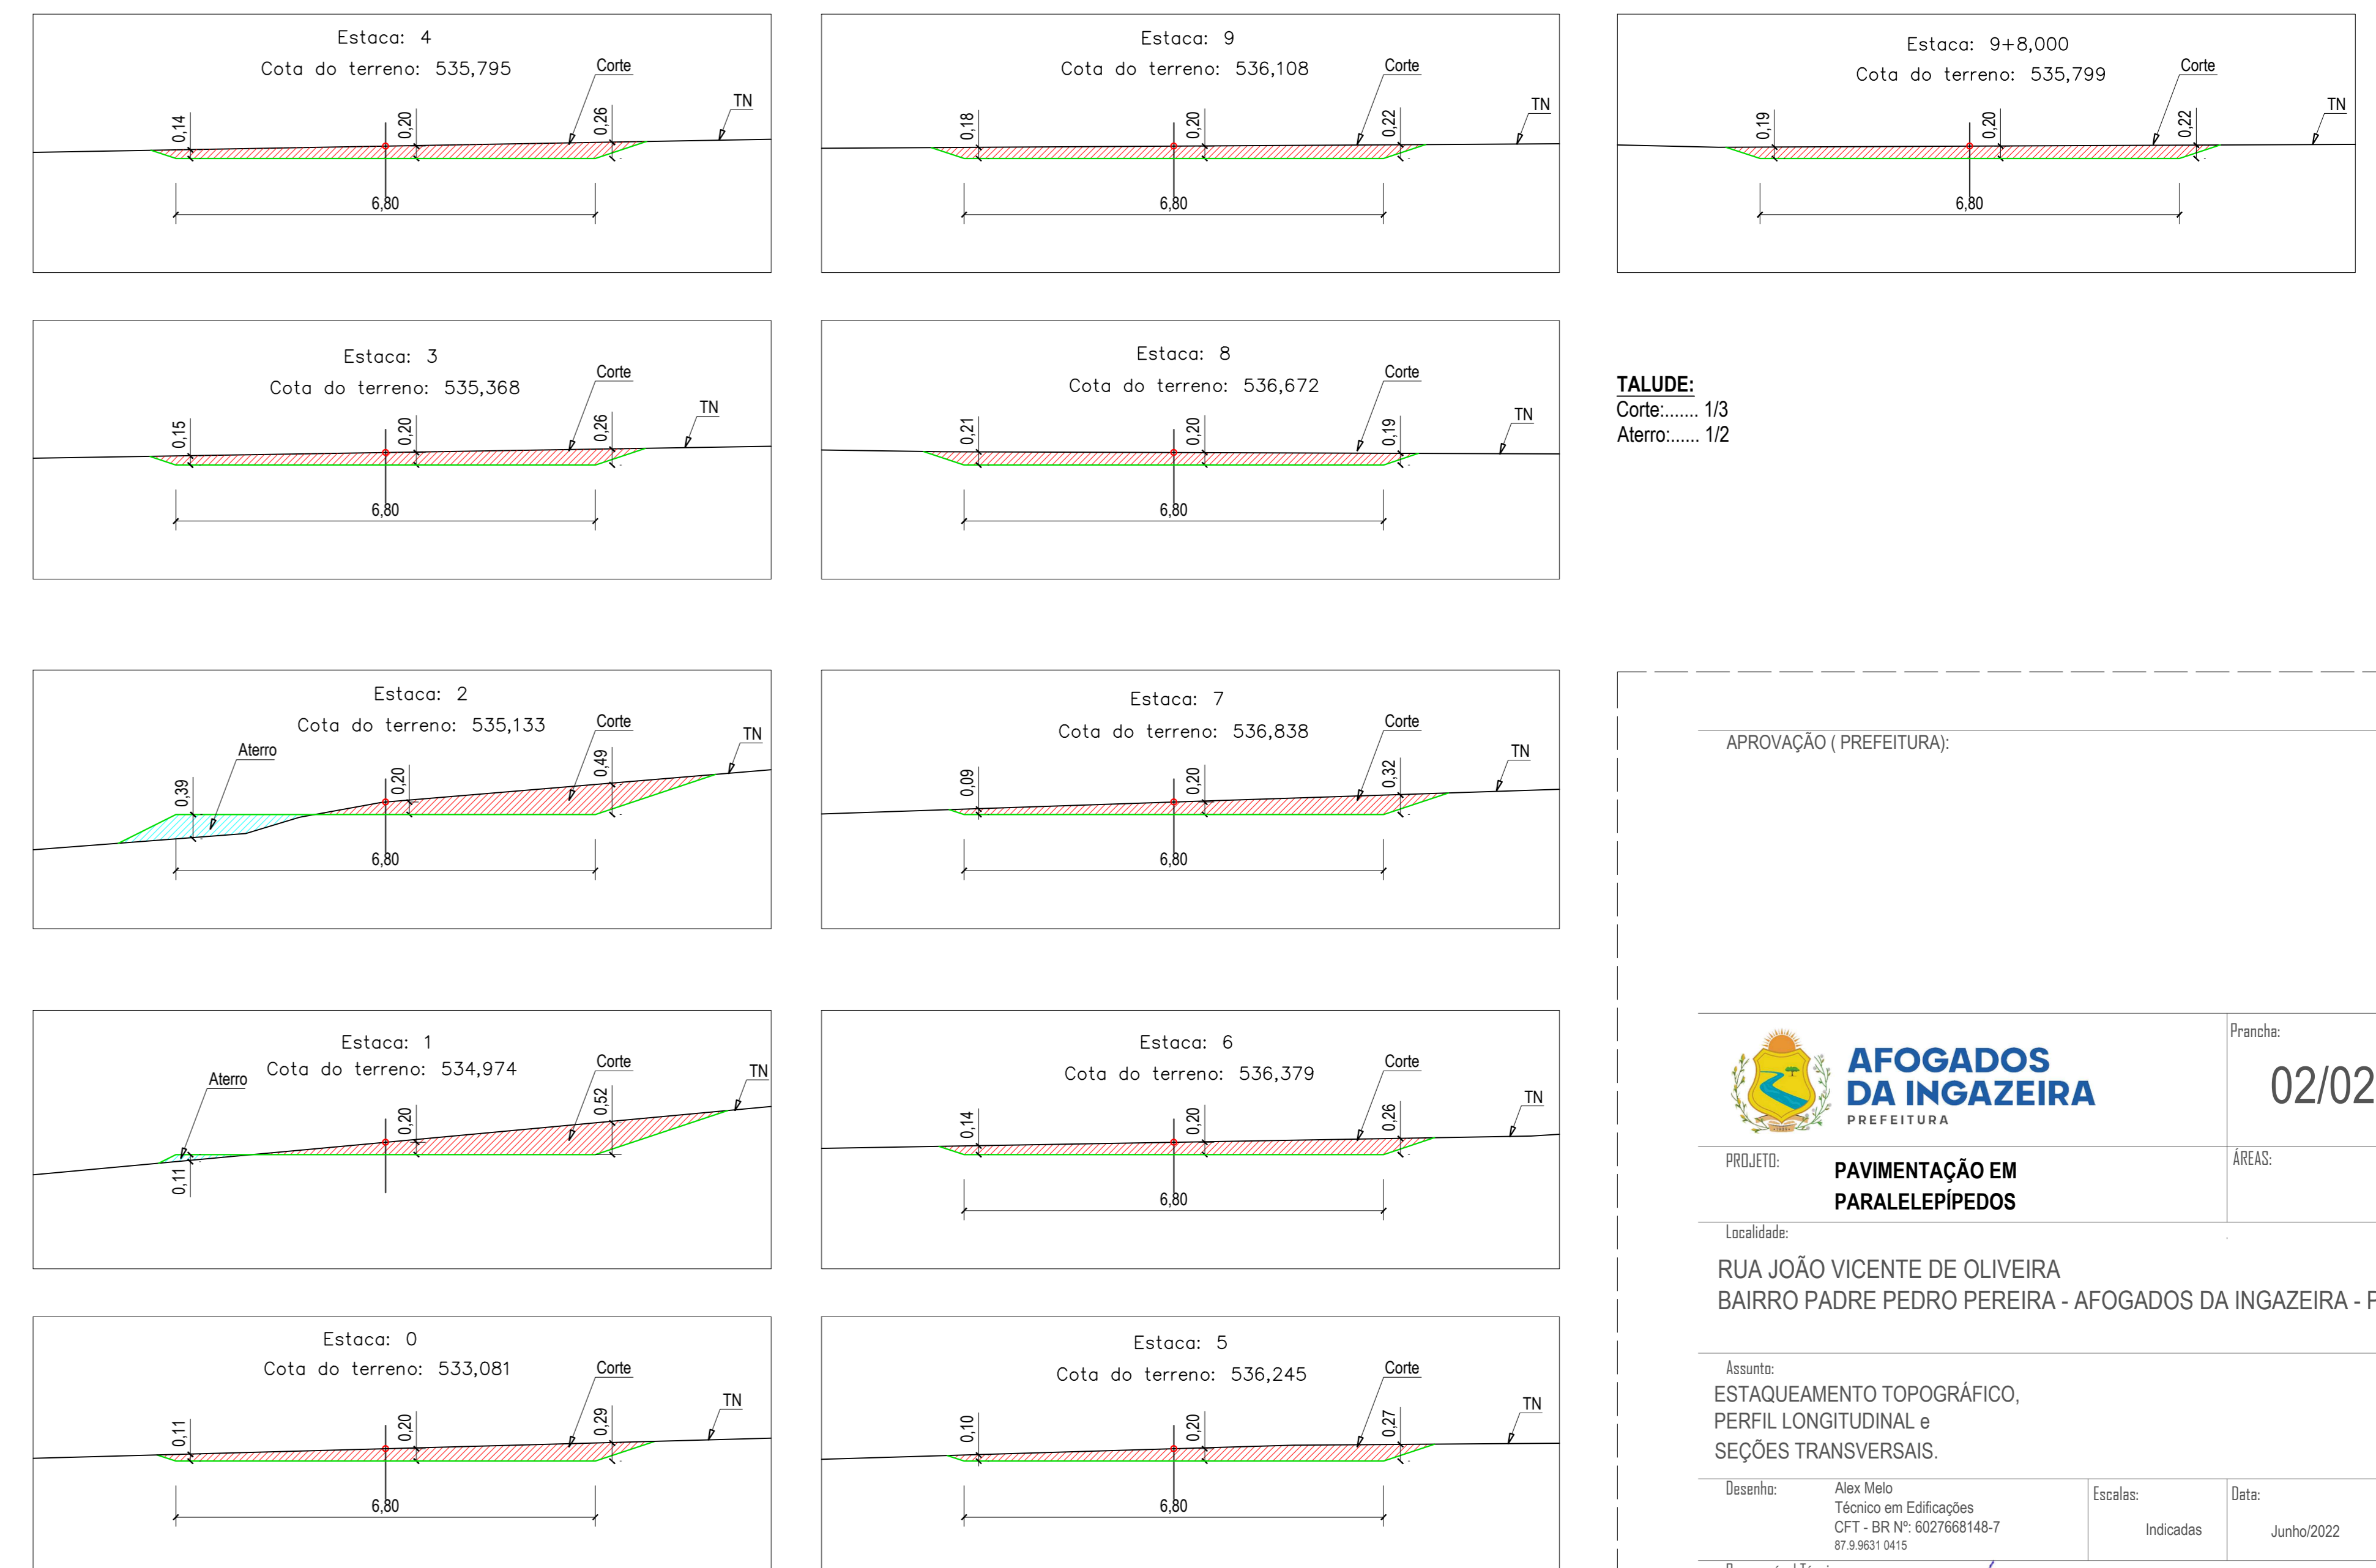 Estaca: 4
Cota do terreno: 535,795
Corte
TN
0,14
0,20
0,26
6,80
Estaca: 9
Cota do terreno: 536,108
Corte
TN
0,18
0,20
0,22
6,80
Estaca: 9+8,000
Cota do terreno: 535,799
Corte
TN
0,19
0,20
0,22
6,80
Estaca: 3
Cota do terreno: 535,368
Corte
TN
0,15
0,20
0,26
6,80
Estaca: 8
Cota do terreno: 536,672
Corte
TN
0,21
0,20
0,19
6,80
TALUDE:
Corte:....... 1/3
Aterro:...... 1/2
Estaca: 2
Cota do terreno: 535,133
Corte
Aterro
TN
0,39
0,20
0,49
6,80
Estaca: 7
Cota do terreno: 536,838
Corte
TN
0,09
0,20
0,32
6,80
Estaca: 1
Cota do terreno: 534,974
Corte
Aterro
TN
0,11
0,20
0,52
Estaca: 6
Cota do terreno: 536,379
Corte
TN
0,14
0,20
0,26
6,80
Estaca: 0
Cota do terreno: 533,081
Corte
TN
0,11
0,20
0,29
6,80
Estaca: 5
Cota do terreno: 536,245
Corte
TN
0,10
0,20
0,27
6,80
APROVAÇÃO ( PREFEITURA):
AFOGADOS
DA INGAZEIRA
PREFEITURA
Prancha:
02/02
PROJETO:
PAVIMENTAÇÃO EM
PARALELEPÍPEDOS
ÁREAS:
Localidade:
RUA JOÃO VICENTE DE OLIVEIRA
BAIRRO PADRE PEDRO PEREIRA - AFOGADOS DA INGAZEIRA -
Assunto:
ESTAQUEAMENTO TOPOGRÁFICO,
PERFIL LONGITUDINAL e
SEÇÕES TRANSVERSAIS.
Desenho:
Alex Melo
Técnico em Edificações
CFT - BR Nº: 6027668148-7
87.9.9631 0415
Escalas:
Indicadas
Data:
Junho/2022